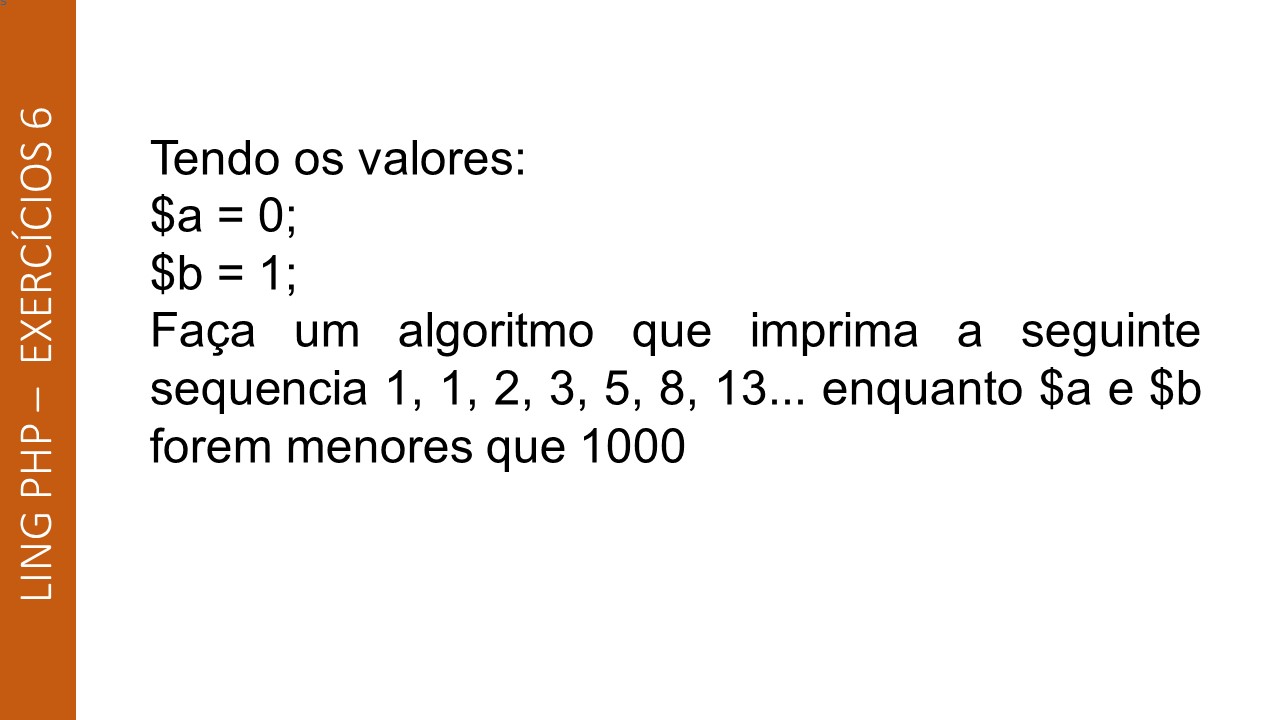 s
LING PHP – EXERCÍCIOS 6
Tendo os valores:
$a = 0;
$b = 1;
Faça um algoritmo que imprima a seguinte
sequencia 1, 1, 2, 3, 5, 8, 13... enquanto $a e $b
forem menores que 1000